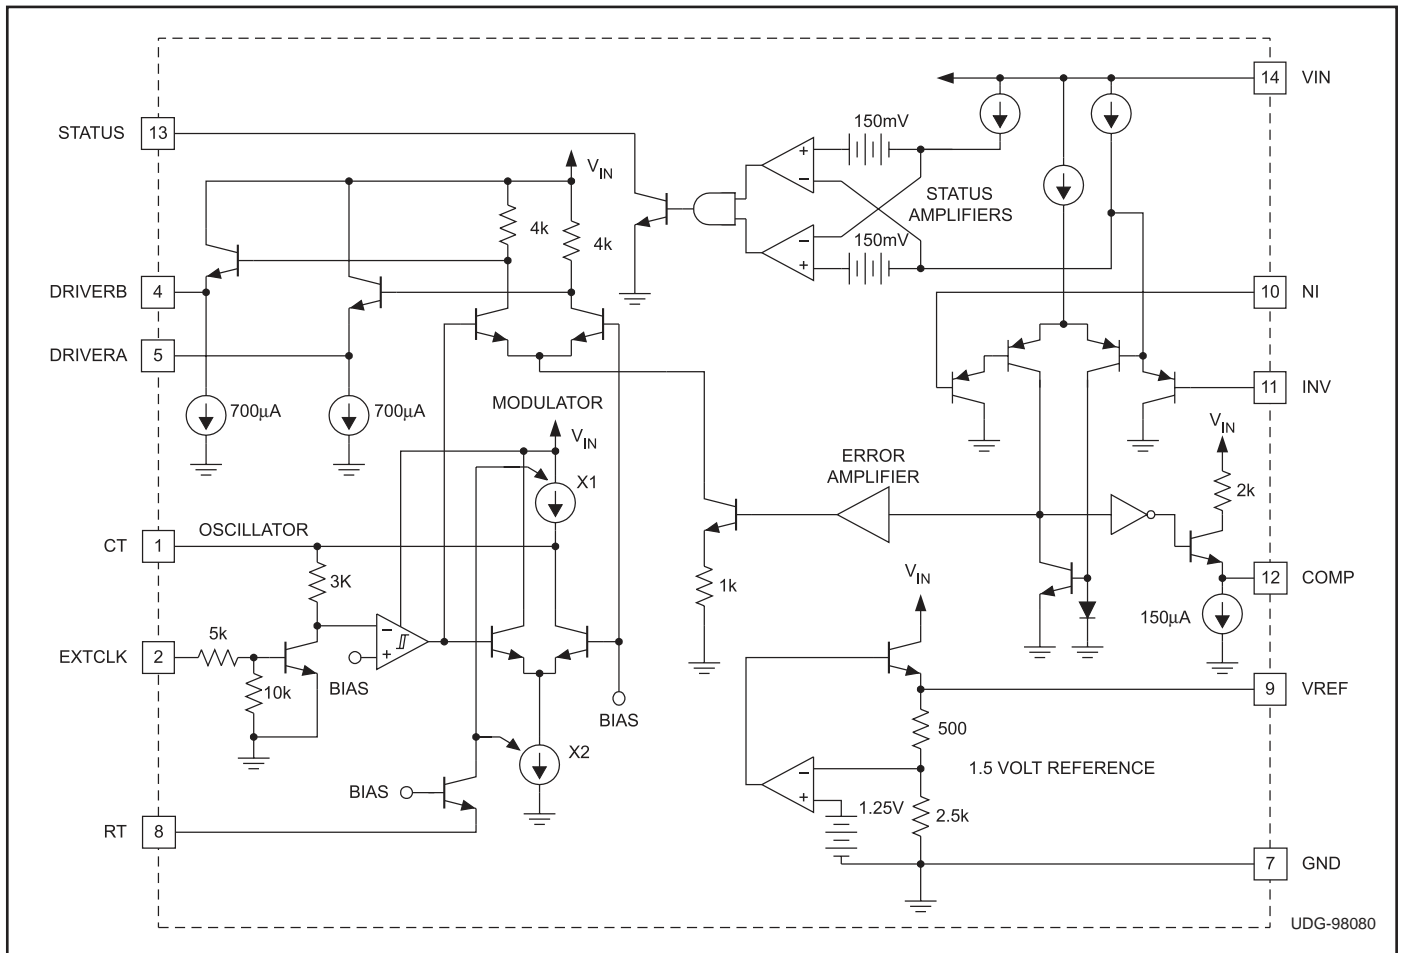 14 VIN
STATUS 13
150mV
V_IN
STATUS
AMPLIFIERS
4k
4k
150mV
DRIVERB 4
10 NI
DRIVERA 5
11 INV
700µA
700µA
MODULATOR
V_IN
V_IN
ERROR
AMPLIFIER
X1
2k
OSCILLATOR
CT 1
3K
1k
V_IN
12 COMP
150µA
5k
EXTCLK 2
10k
BIAS
9 VREF
BIAS
500
X2
1.5 VOLT REFERENCE
BIAS
1.25V
2.5k
RT 8
7 GND
UDG-98080
+
−
−
+
−
+
−
+